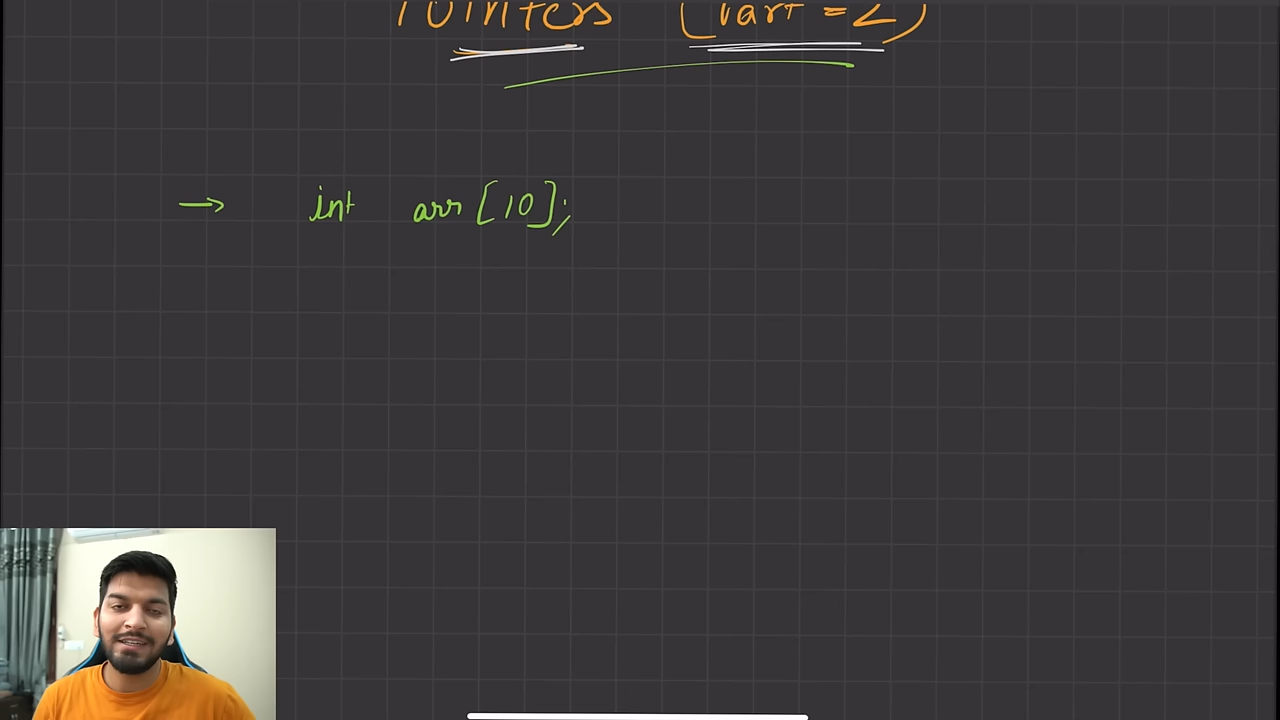 Pointers (Part-2)
→ int arr[10];